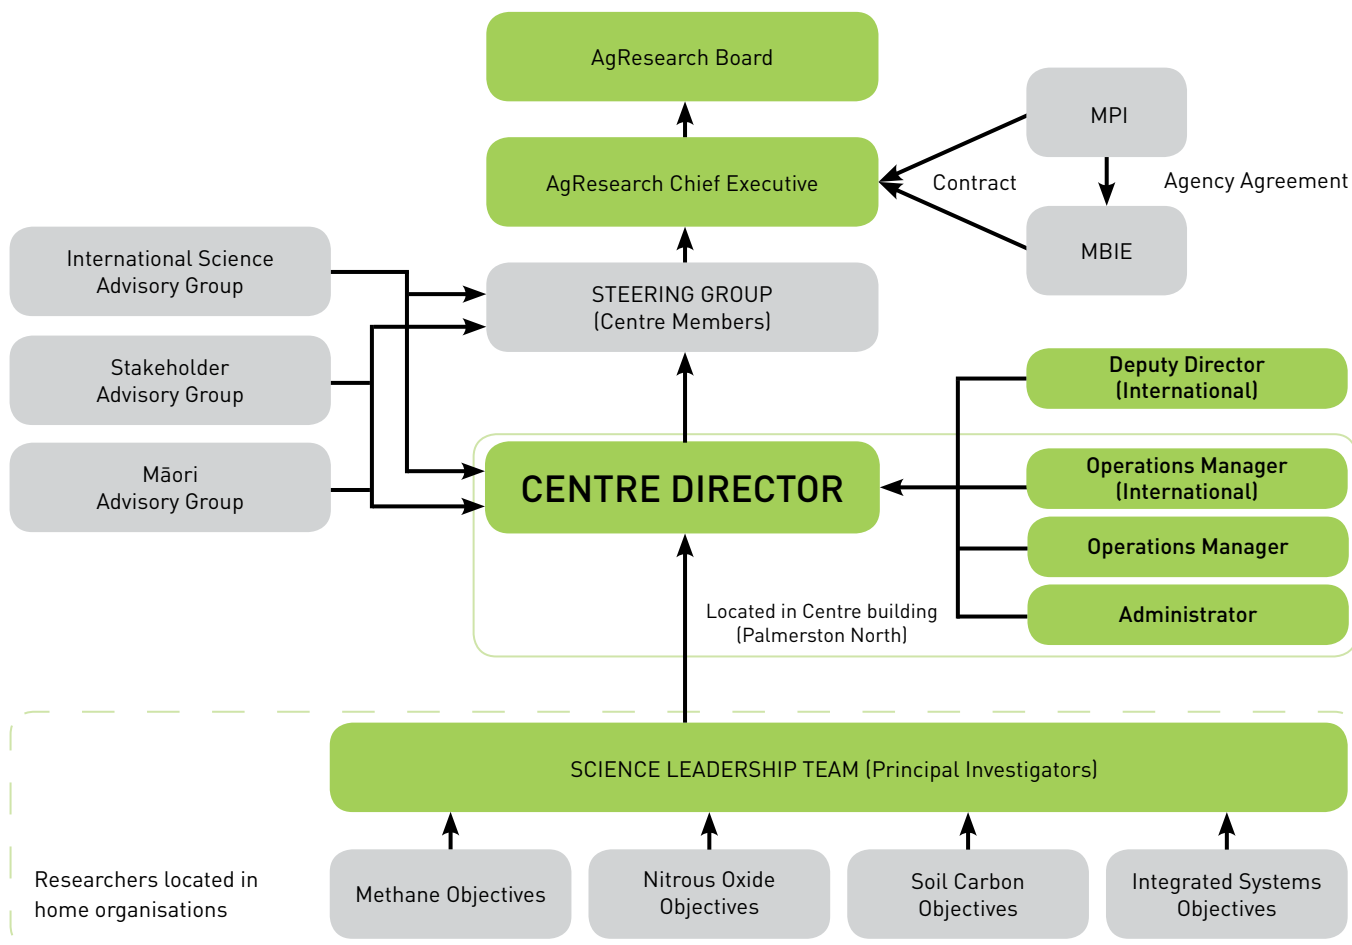 AgResearch Board
MPI
AgResearch Chief Executive
Contract
Agency Agreement
MBIE
International Science
Advisory Group
STEERING GROUP
(Centre Members)
Stakeholder
Advisory Group
Deputy Director
(International)
Māori
Advisory Group
CENTRE DIRECTOR
Operations Manager
(International)
Operations Manager
Administrator
Located in Centre building
(Palmerston North)
SCIENCE LEADERSHIP TEAM (Principal Investigators)
Researchers located in
home organisations
Methane Objectives
Nitrous Oxide
Objectives
Soil Carbon
Objectives
Integrated Systems
Objectives